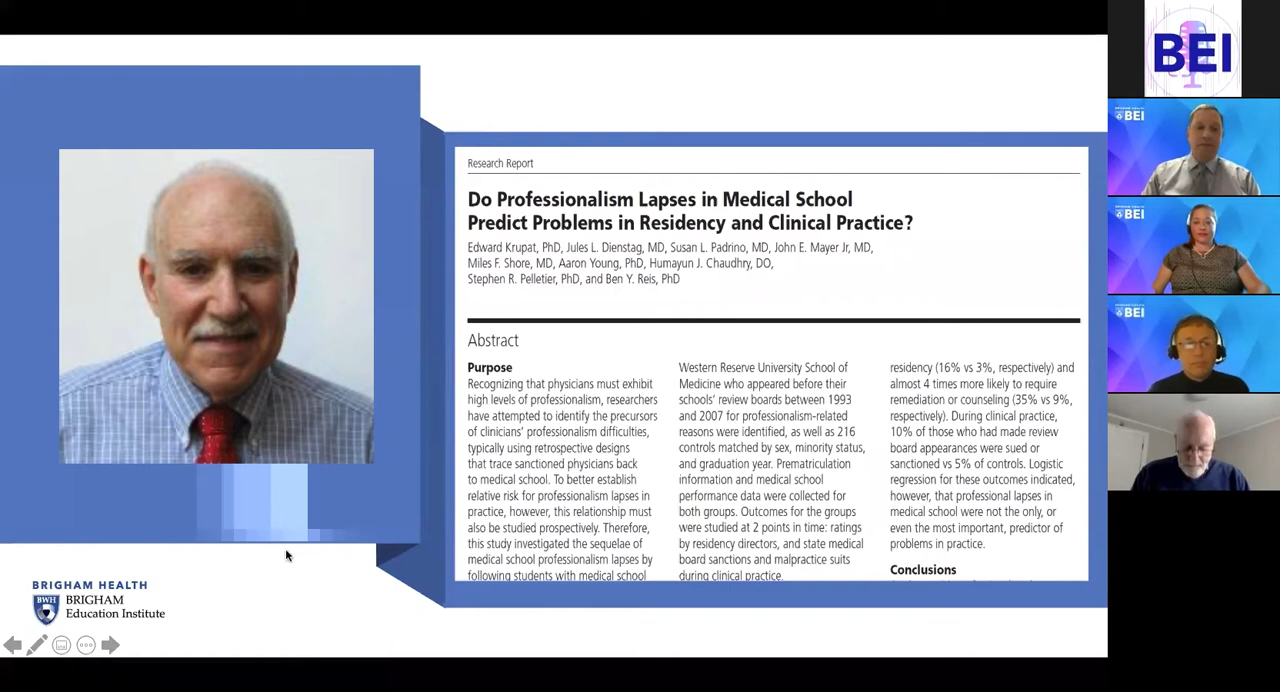 Research Report
Do Professionalism Lapses in Medical School
Predict Problems in Residency and Clinical Practice?
Edward Krupat, PhD, Jules L. Dienstag, MD, Susan L. Padrino, MD, John E. Mayer Jr, MD,
Miles F. Shore, MD, Aaron Young, PhD, Humayun J. Chaudhry, DO,
Stephen R. Pelletier, PhD, and Ben Y. Reis, PhD
Abstract
Purpose
Recognizing that physicians must exhibit
high levels of professionalism, researchers
have attempted to identify the precursors
of clinicians' professionalism difficulties,
typically using retrospective designs
that trace sanctioned physicians back
to medical school. To better establish
relative risk for professionalism lapses in
practice, however, this relationship must
also be studied prospectively. Therefore,
this study investigated the sequelae of
medical school professionalism lapses by
following students with medical school
Western Reserve University School of
Medicine who appeared before their
schools' review boards between 1993
and 2007 for professionalism-related
reasons were identified, as well as 216
controls matched by sex, minority status,
and graduation year. Prematriculation
information and medical school
performance data were collected for
both groups. Outcomes for the groups
were studied at 2 points in time: ratings
by residency directors, and state medical
board sanctions and malpractice suits
during clinical practice.
residency (16% vs 3%, respectively) and
almost 4 times more likely to require
remediation or counseling (35% vs 9%,
respectively). During clinical practice,
10% of those who had made review
board appearances were sued or
sanctioned vs 5% of controls. Logistic
regression for these outcomes indicated,
however, that professional lapses in
medical school were not the only, or
even the most important, predictor of
problems in practice.
Conclusions
BRIGHAM HEALTH
BWH
BRIGHAM
Education Institute
BEI
BEI
BEI
BEI